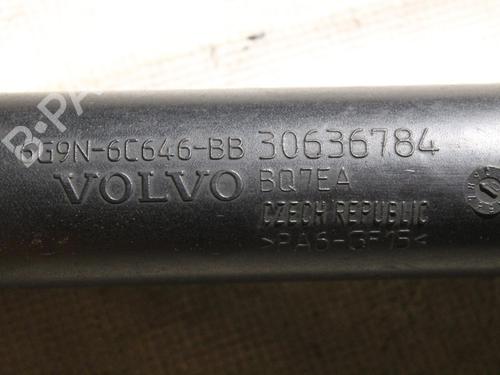 6G9N-6C646-BB 30636784
VOLVO BQ7EA
CZECH REPUBLIC
>PA6-GF15<